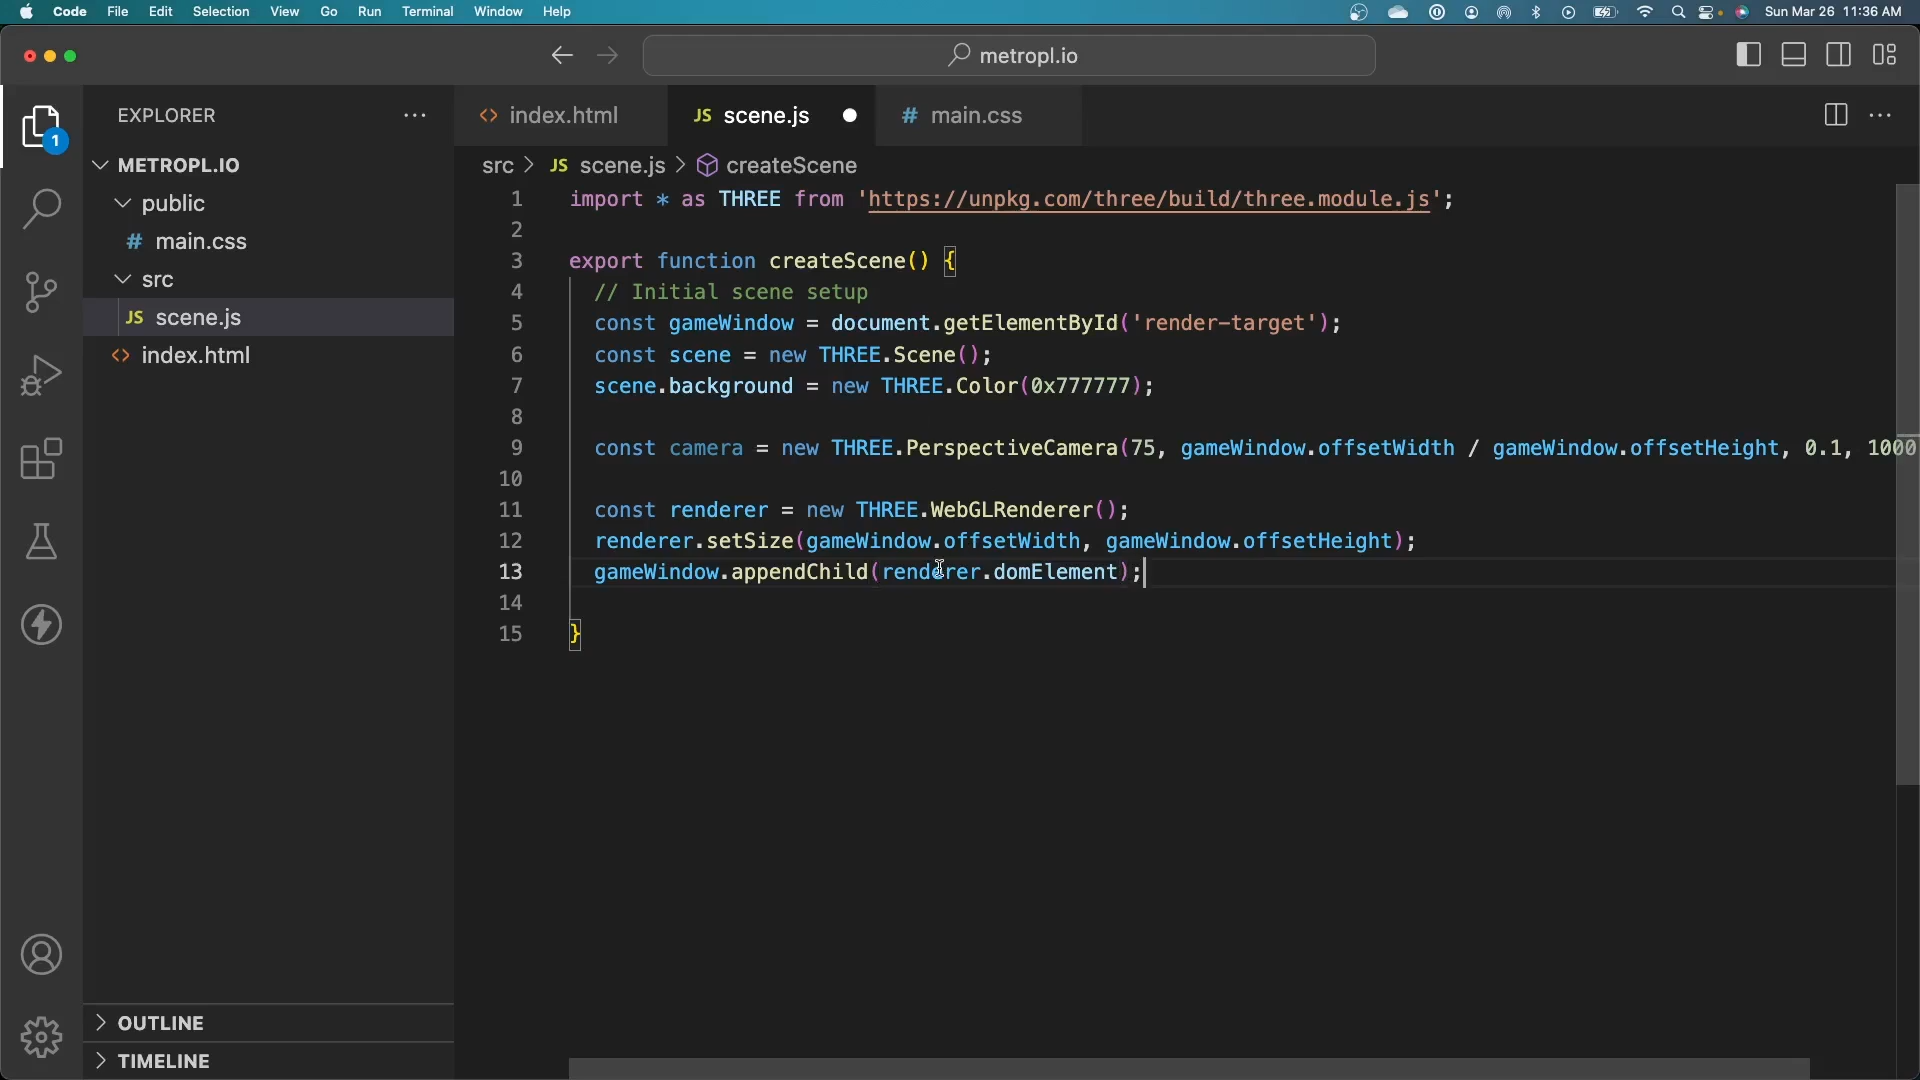 Code File Edit Selection View Go Run Terminal Window Help Sun Mar 26 11:36 AM
metropl.io
EXPLORER
index.html
JS scene.js
# main.css
1
METROPL.IO
public
# main.css
src
JS scene.js
index.html
src > JS scene.js > createScene
1 import * as THREE from 'https://unpkg.com/three/build/three.module.js';
2
3 export function createScene() {
4 // Initial scene setup
5 const gameWindow = document.getElementById('render-target');
6 const scene = new THREE.Scene();
7 scene.background = new THREE.Color(0x777777);
8
9 const camera = new THREE.PerspectiveCamera(75, gameWindow.offsetWidth / gameWindow.offsetHeight, 0.1, 1000
10
11 const renderer = new THREE.WebGLRenderer();
12 renderer.setSize(gameWindow.offsetWidth, gameWindow.offsetHeight);
13 gameWindow.appendChild(renderer.domElement);
14
15 }
OUTLINE
TIMELINE